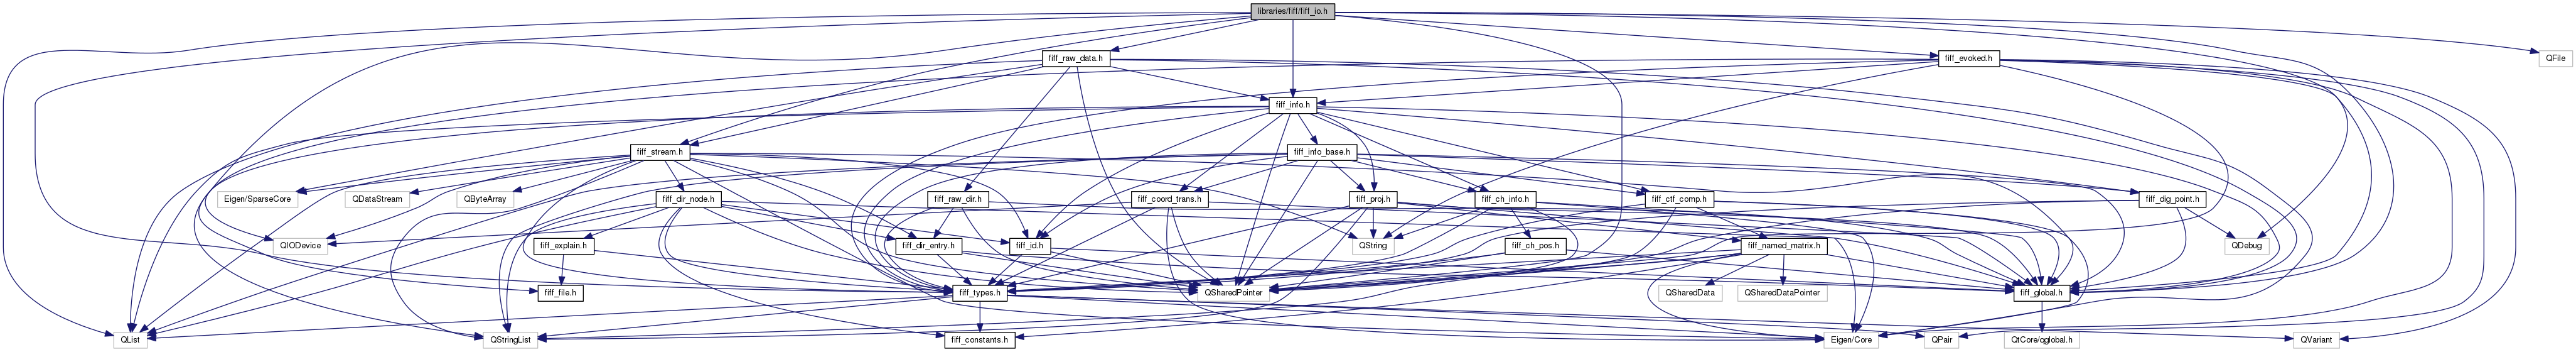 libraries/fiff/fiff_io.h
fiff_raw_data.h
fiff_evoked.h
QFile
fiff_info.h
fiff_stream.h
fiff_info_base.h
Eigen/SparseCore
QDataStream
QByteArray
fiff_dir_node.h
fiff_raw_dir.h
fiff_coord_trans.h
fiff_proj.h
fiff_ch_info.h
fiff_ctf_comp.h
fiff_dig_point.h
QIODevice
fiff_explain.h
fiff_dir_entry.h
fiff_id.h
QString
fiff_ch_pos.h
fiff_named_matrix.h
QDebug
fiff_file.h
fiff_types.h
QSharedPointer
QSharedData
QSharedDataPointer
fiff_global.h
QList
QStringList
fiff_constants.h
Eigen/Core
QPair
QtCore/qglobal.h
QVariant